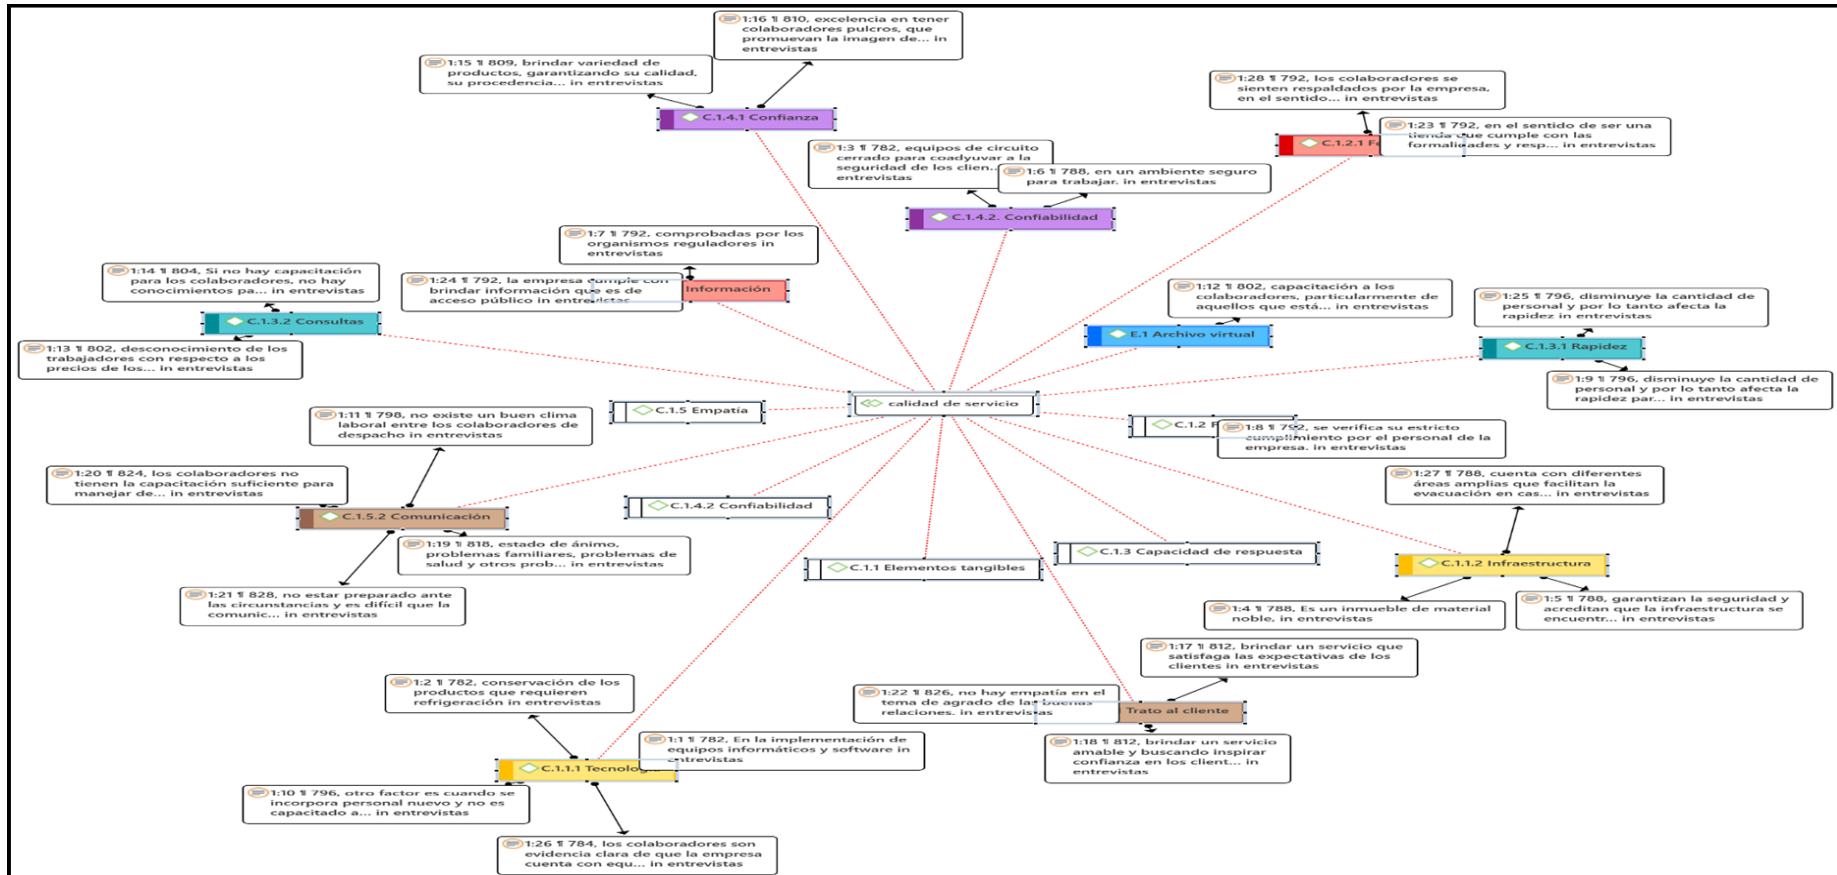 1:16 ¶ 810, excelencia en tener
colaboradores pulcros, que
promuevan la imagen de... in
entrevistas
1:15 ¶ 809, brindar variedad de
productos, garantizando su calidad,
su procedencia... in entrevistas
C.1.4.1 Confianza
1:28 ¶ 792, los colaboradores se
sienten respaldados por la empresa,
en el sentido... in entrevistas
1:23 ¶ 792, en el sentido de ser una
tienda que cumple con las
formalidades y resp... in entrevistas
C.1.2.1
1:3 ¶ 782, equipos de circuito
cerrado para coadyuvar a la
seguridad de los clien...
entrevistas
1:6 ¶ 788, en un ambiente seguro
para trabajar. in entrevistas
C.1.4.2. Confiabilidad
1:7 ¶ 792, comprobadas por los
organismos reguladores in
entrevistas
1:24 ¶ 792, la empresa cumple con
brindar información que es de
acceso público in entrevistas
Información
1:14 ¶ 804, Si no hay capacitación
para los colaboradores, no hay
conocimientos pa... in entrevistas
C.1.3.2 Consultas
1:13 ¶ 802, desconocimiento de los
trabajadores con respecto a los
precios de los... in entrevistas
1:12 ¶ 802, capacitación a los
colaboradores, particularmente de
aquellos que está... in entrevistas
E.1 Archivo virtual
1:25 ¶ 796, disminuye la cantidad de
personal y por lo tanto afecta la
rapidez in entrevistas
C.1.3.1 Rapidez
1:9 ¶ 796, disminuye la cantidad de
personal y por lo tanto afecta la
rapidez par... in entrevistas
calidad de servicio
C.1.5 Empatía
C.1.2
1:8 ¶ 792, se verifica su estricto
cumplimiento por el personal de la
empresa. in entrevistas
1:11 ¶ 798, no existe un buen clima
laboral entre los colaboradores de
despacho in entrevistas
1:20 ¶ 824, los colaboradores no
tienen la capacitación suficiente para
manejar de... in entrevistas
C.1.5.2 Comunicación
1:19 ¶ 818, estado de ánimo,
problemas familiares, problemas de
salud y otros prob... in entrevistas
1:21 ¶ 828, no estar preparado ante
las circunstancias y es difícil que la
comunic... in entrevistas
C.1.4.2 Confiabilidad
C.1.1 Elementos tangibles
C.1.3 Capacidad de respuesta
1:27 ¶ 788, cuenta con diferentes
áreas amplias que facilitan la
evacuación en cas... in entrevistas
C.1.1.2 Infraestructura
1:4 ¶ 788, Es un inmueble de material
noble, in entrevistas
1:5 ¶ 788, garantizan la seguridad y
acreditan que la infraestructura se
encuentr... in entrevistas
1:17 ¶ 812, brindar un servicio que
satisfaga las expectativas de los
clientes in entrevistas
1:22 ¶ 826, no hay empatía en el
tema de agrado de las buenas
relaciones. in entrevistas
Trato al cliente
1:18 ¶ 812, brindar un servicio
amable y buscando inspirar
confianza en los client... in
entrevistas
1:2 ¶ 782, conservación de los
productos que requieren
refrigeración in entrevistas
1:1 ¶ 782, En la implementación de
equipos informáticos y software in
entrevistas
C.1.1.1 Tecnología
1:10 ¶ 796, otro factor es cuando se
incorpora personal nuevo y no es
capacitado a... in entrevistas
1:26 ¶ 784, los colaboradores son
evidencia clara de que la empresa
cuenta con equ... in entrevistas